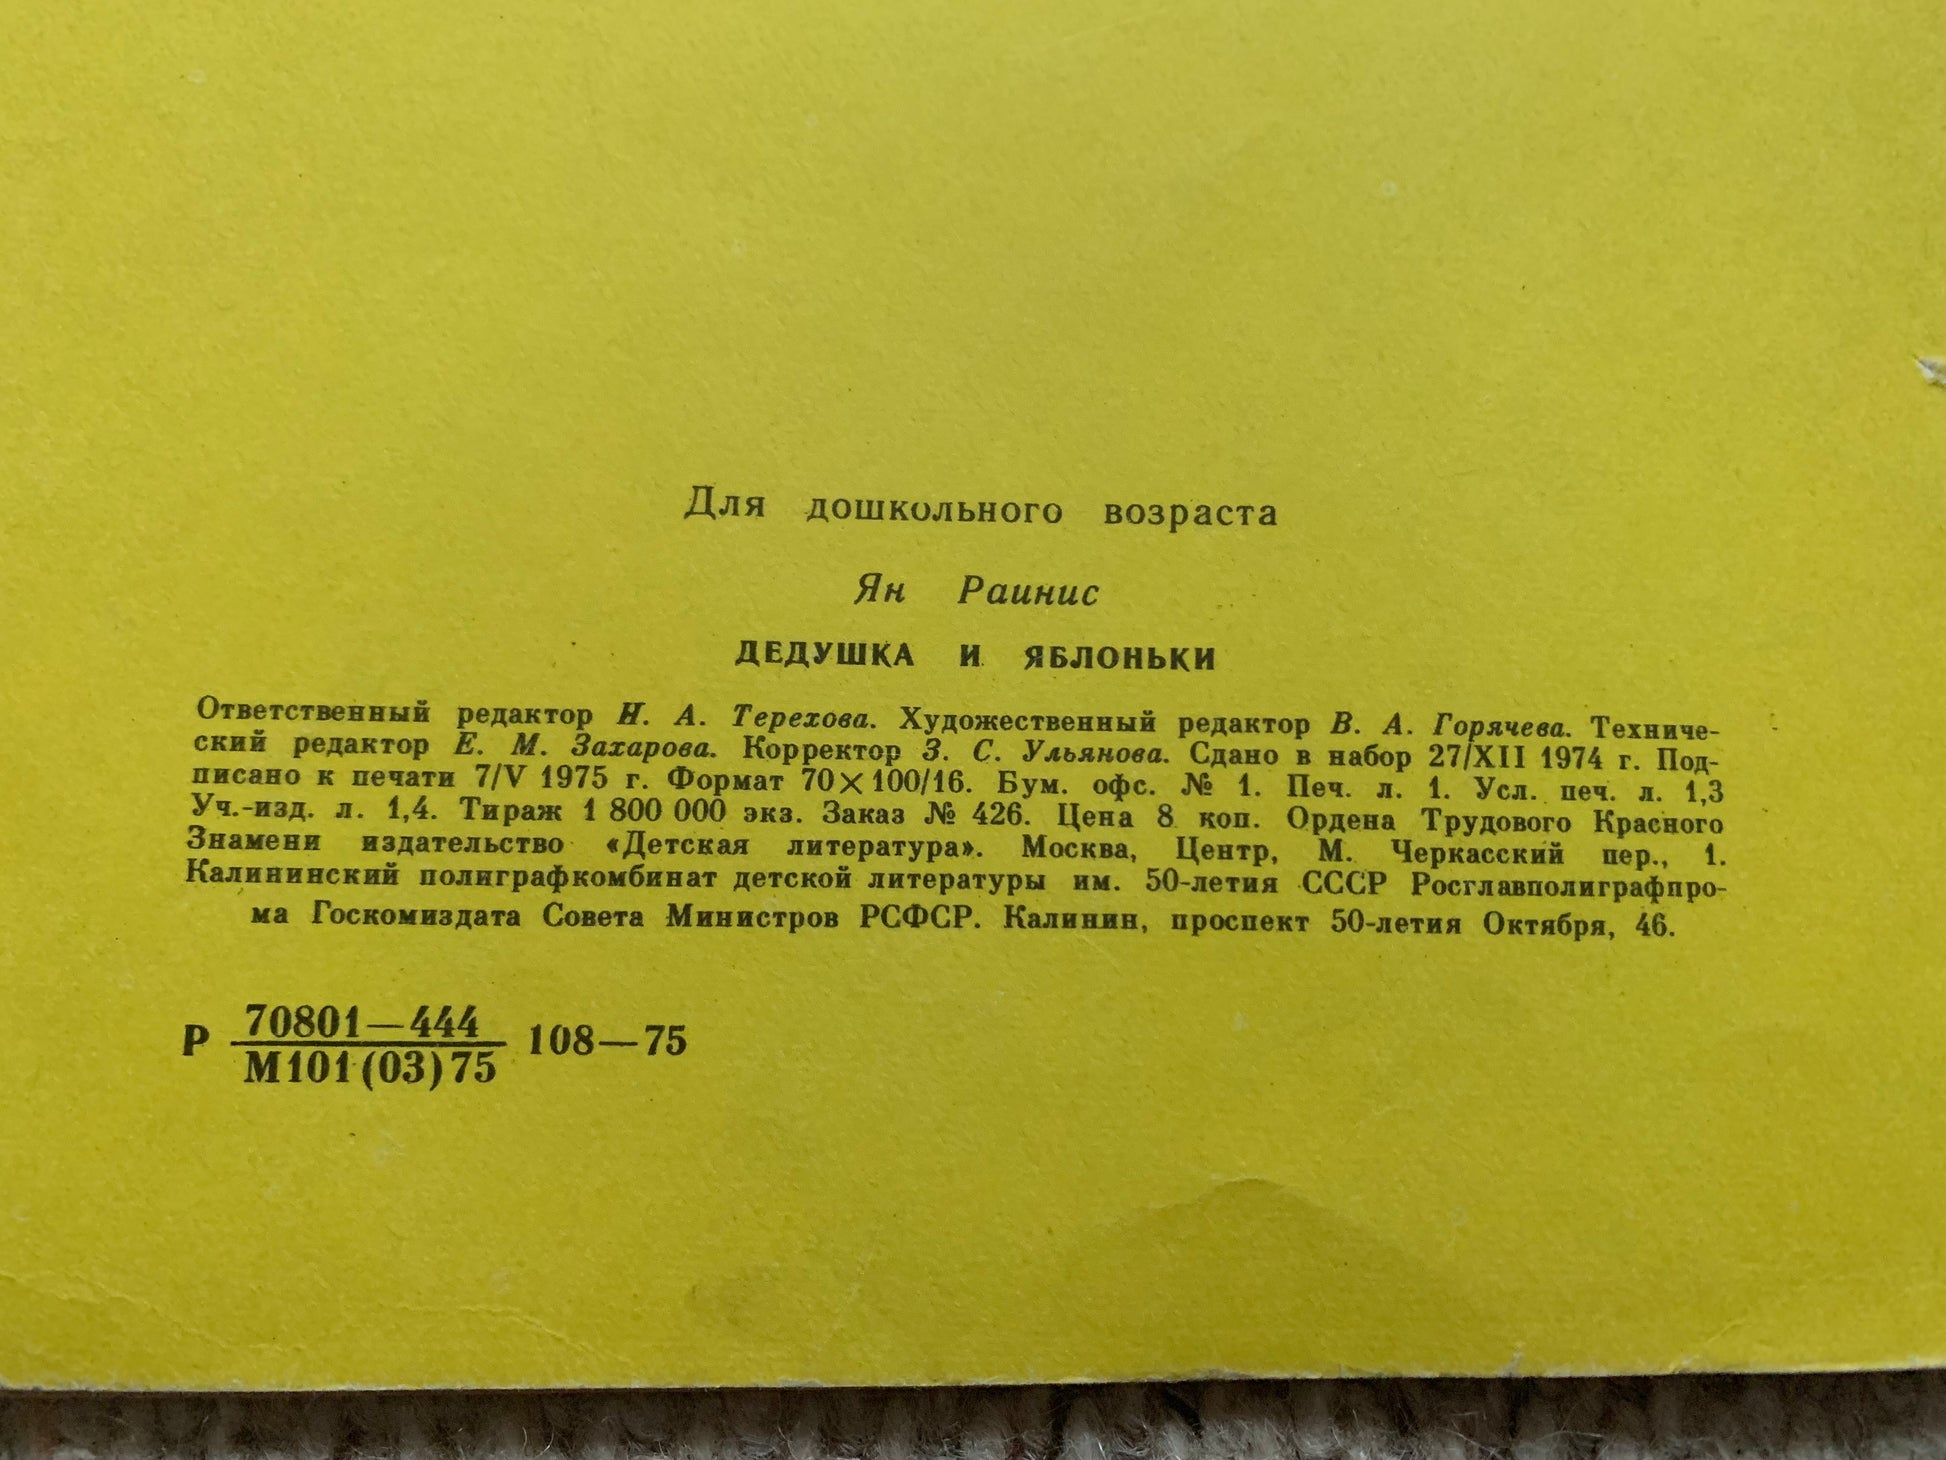 Для дошкольного возраста
Ян Раинис
ДЕДУШКА И ЯБЛОНЬКИ
Ответственный редактор Н. А. Терехова. Художественный редактор В. А. Горячева. Техниче-
ский редактор Е. М. Захарова. Корректор З. С. Ульянова. Сдано в набор 27/XII 1974 г. Под-
писано к печати 7/V 1975 г. Формат 70×100/16. Бум. офс. № 1. Печ. л. 1. Усл. печ. л. 1,3
Уч.-изд. л. 1,4. Тираж 1 800 000 экз. Заказ № 426. Цена 8 коп. Ордена Трудового Красного
Знамени издательство «Детская литература». Москва, Центр, М. Черкасский пер., 1.
Калининский полиграфкомбинат детской литературы им. 50-летия СССР Росглавполиграфпро-
ма Госкомиздата Совета Министров РСФСР. Калинин, проспект 50-летия Октября, 46.
Р 70801—444 108—75
М101(03)75